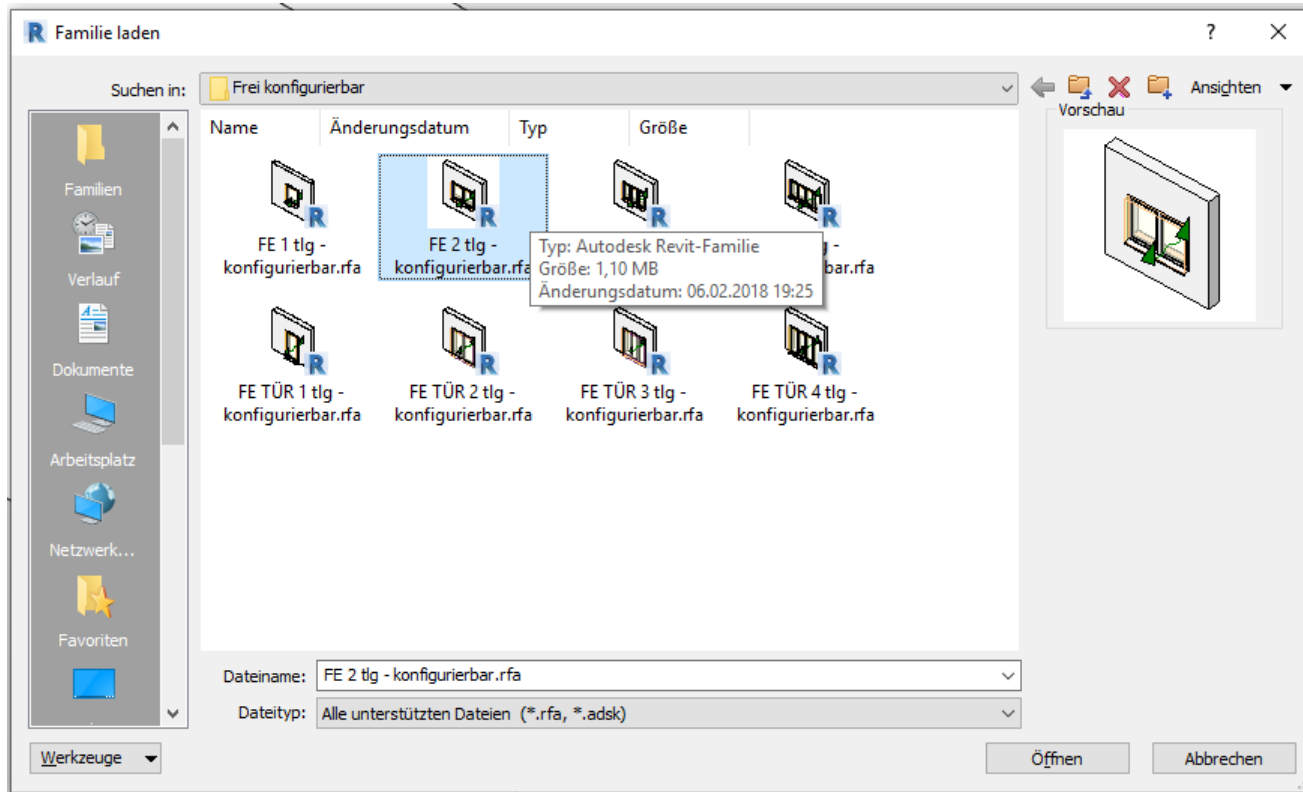 Familie laden
?
Suchen in:
Frei konfigurierbar
Ansichten
Vorschau
Name Änderungsdatum Typ Größe
Familien
Verlauf
Dokumente
Arbeitsplatz
Netzwerk...
Favoriten
FE 1 tlg -
konfigurierbar.rfa
FE 2 tlg -
konfigurierbar.rfa
Typ: Autodesk Revit-Familie
Größe: 1,10 MB
Änderungsdatum: 06.02.2018 19:25
bar.rfa
FE TÜR 1 tlg -
konfigurierbar.rfa
FE TÜR 2 tlg -
konfigurierbar.rfa
FE TÜR 3 tlg -
konfigurierbar.rfa
FE TÜR 4 tlg -
konfigurierbar.rfa
Dateiname: FE 2 tlg - konfigurierbar.rfa
Dateityp: Alle unterstützten Dateien (*.rfa, *.adsk)
Werkzeuge
Öffnen
Abbrechen